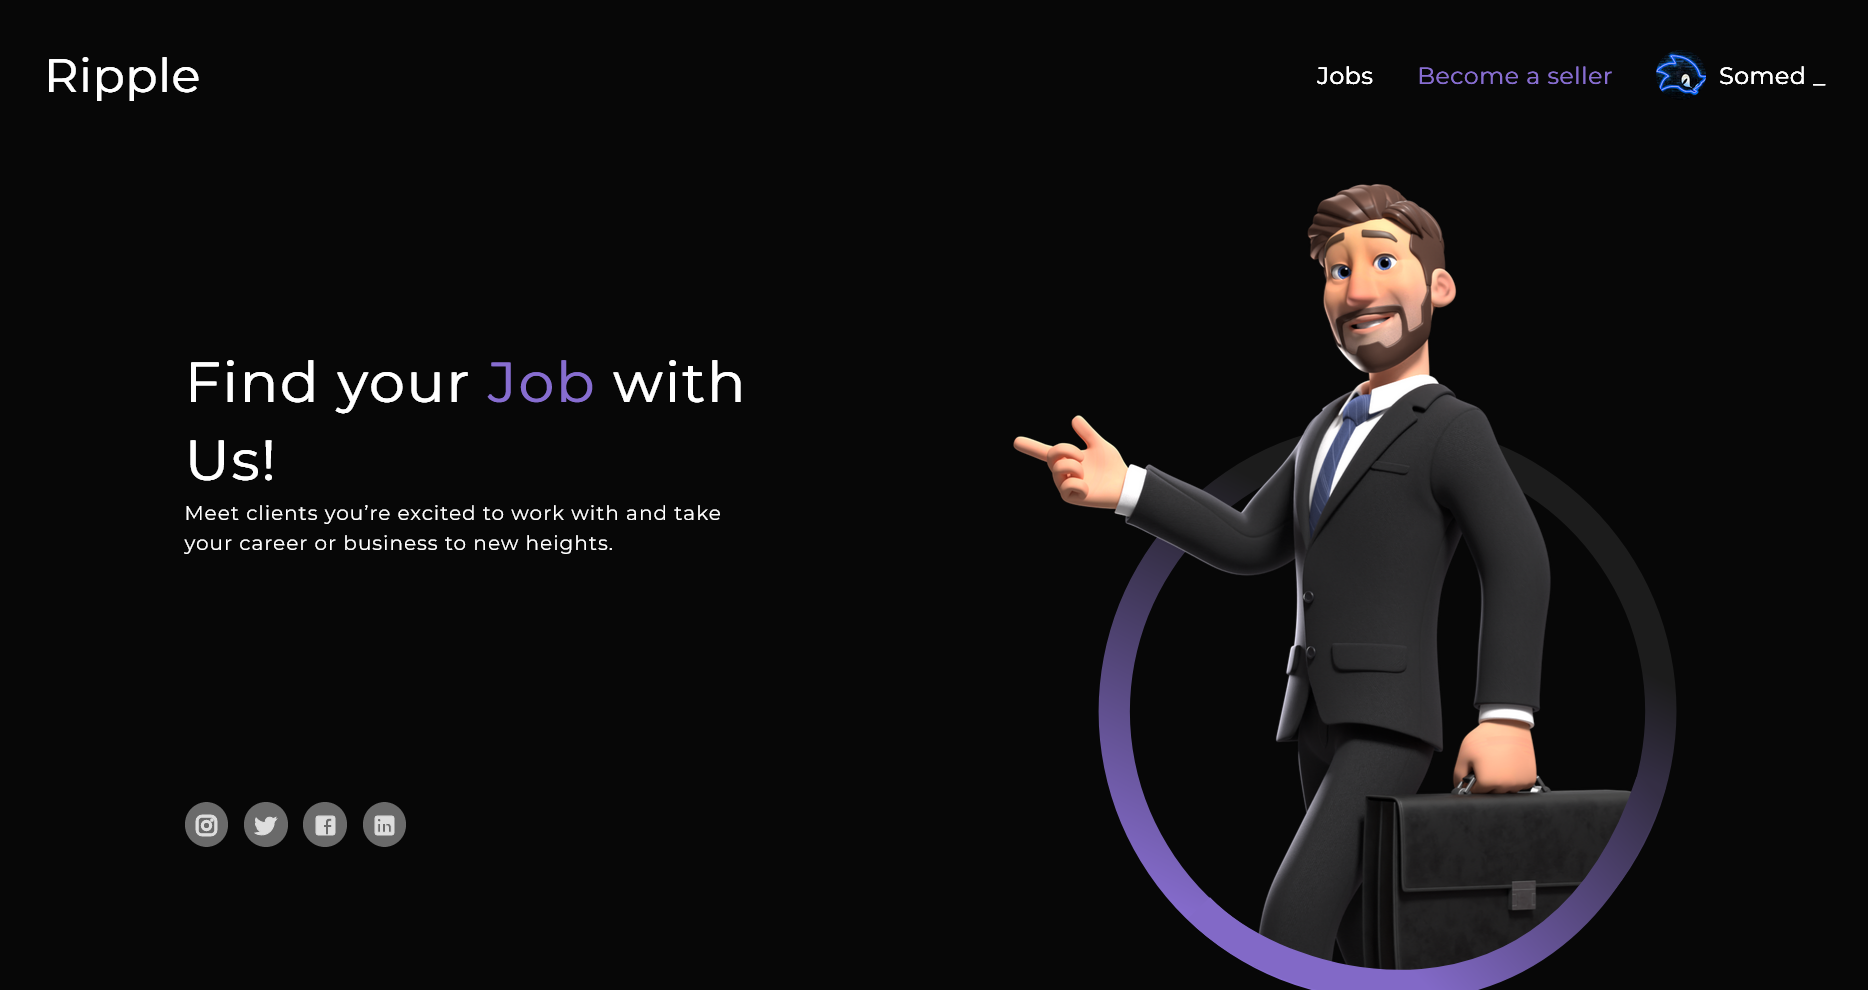 Ripple
Jobs
Become a seller
Somed _
Find your Job with
Us!
Meet clients you’re excited to work with and take
your career or business to new heights.